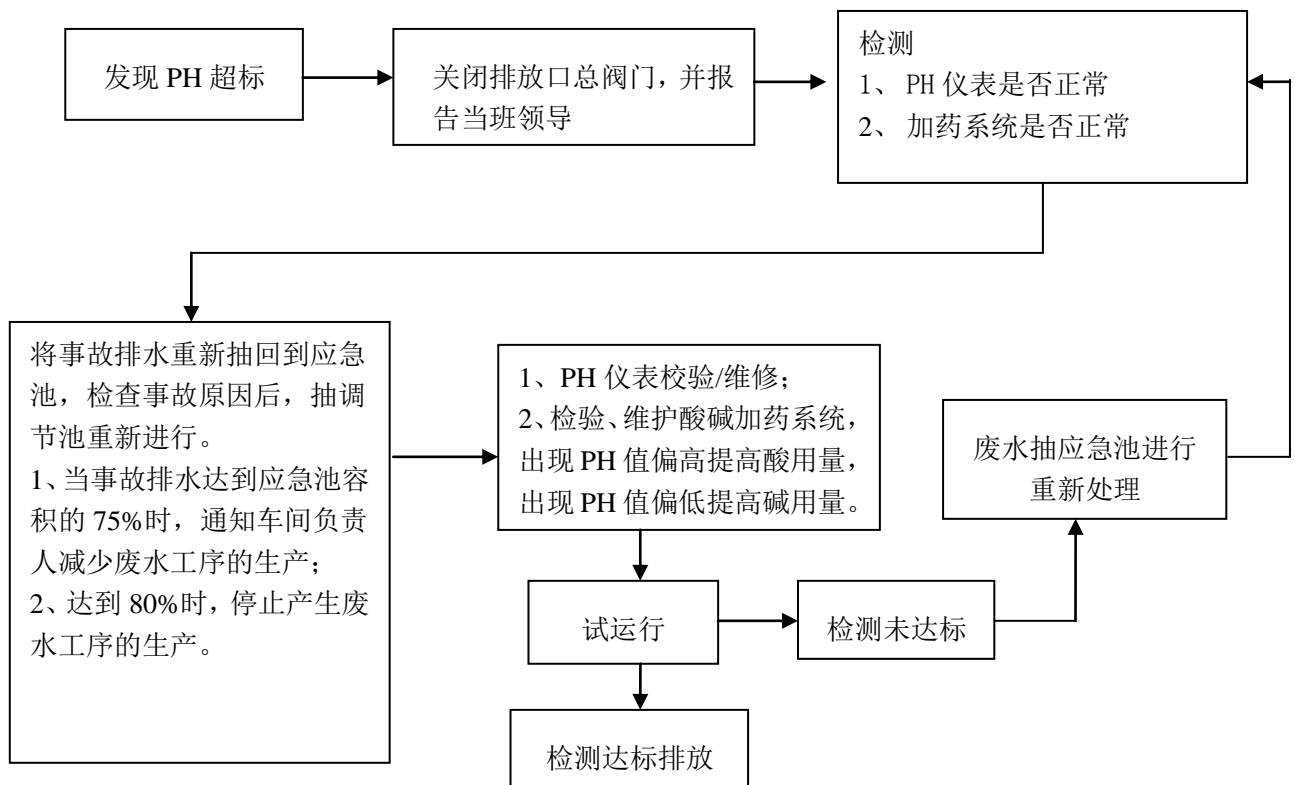 发现 PH 超标
关闭排放口总阀门，并报
告当班领导
检测
1、 PH 仪表是否正常
2、 加药系统是否正常
将事故排水重新抽回到应急
池，检查事故原因后，抽调
节池重新进行。
1、当事故排水达到应急池容
积的 75%时，通知车间负责
人减少废水工序的生产；
2、达到 80%时，停止产生废
水工序的生产。
1、PH 仪表校验/维修；
2、检验、维护酸碱加药系统，
出现 PH 值偏高提高酸用量，
出现 PH 值偏低提高碱用量。
废水抽应急池进行
重新处理
试运行
检测未达标
检测达标排放